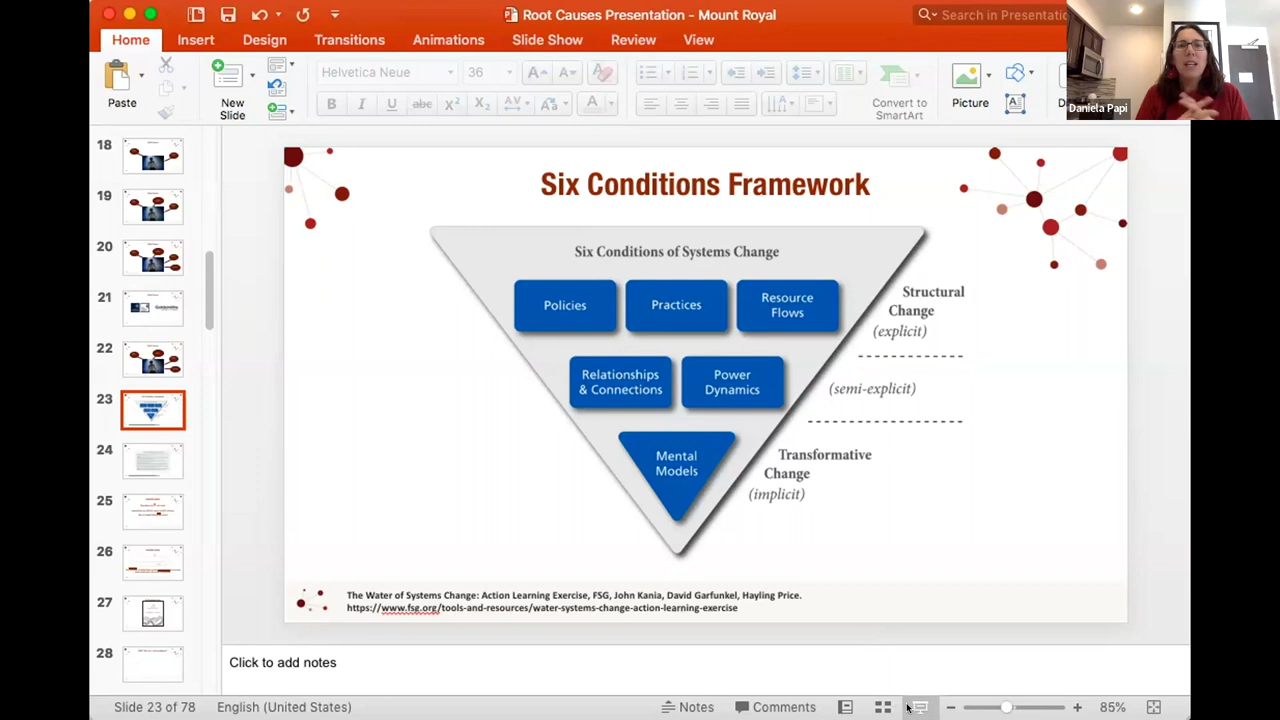 Root Causes Presentation - Mount Royal
Search in Presentatio
Home Insert Design Transitions Animations Slide Show Review View
Paste
New
Slide
Helvetica Neue 36
B I U abc X² X₂ AV
A
Convert to
SmartArt
Picture
Daniela Papi
18
19
20
21
22
23
24
25
26
27
28
Six Conditions Framework
Six Conditions of Systems Change
Policies
Practices
Resource
Flows
Structural
Change
(explicit)
Relationships
& Connections
Power
Dynamics
(semi-explicit)
Mental
Models
Transformative
Change
(implicit)
The Water of Systems Change: Action Learning Exercise, FSG, John Kania, David Garfunkel, Hayling Price.
https://www.fsg.org/tools-and-resources/water-systems-change-action-learning-exercise
Click to add notes
Slide 23 of 78 English (United States) Notes Comments 85%